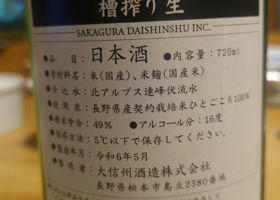 槽搾り生
SAKAGURA DAISHINSHU INC.
●品目：日本酒 ●内容量：720ml
●原材料名：米(国産)、米麹(国産米)
●仕込水：北アルプス連峰伏流水
●使用米：長野県産契約栽培米ひとごこち100%
●精米歩合：49% ●アルコール分：16度
●保存方法：5℃以下で保存してください。
●製造年月：令和6年5月
●製造者：大信州酒造株式会社
長野県松本市島立2380番地